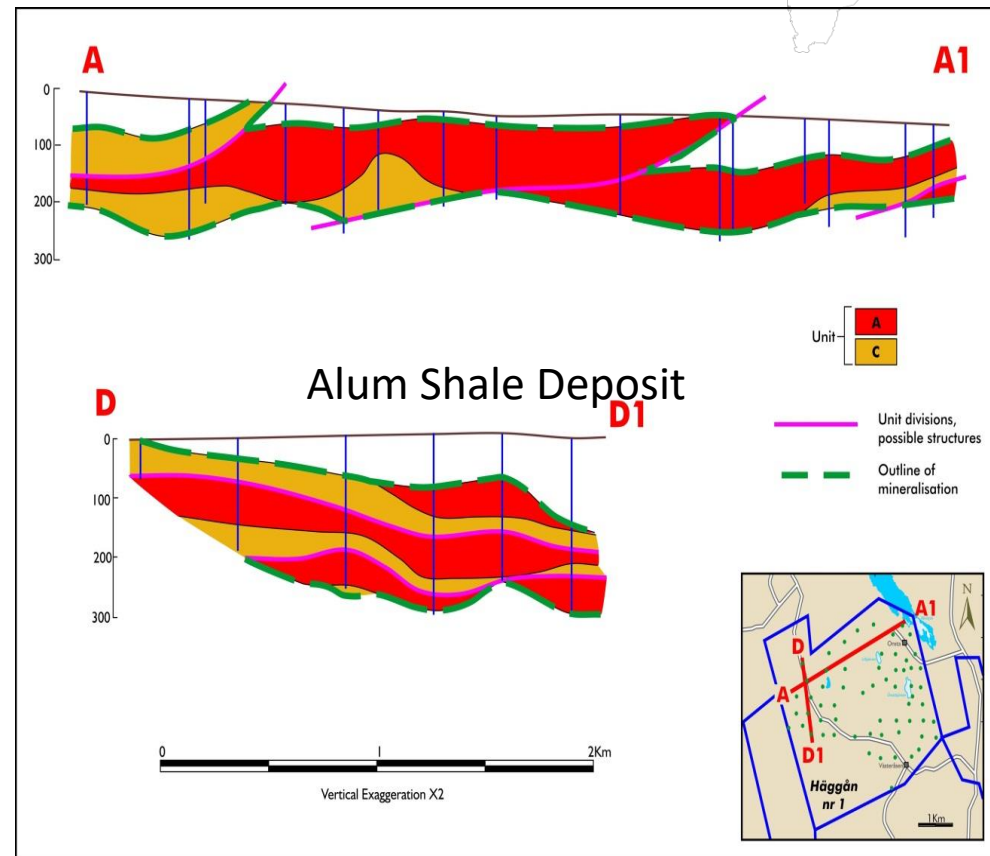 A
A1
0
100
200
300
Unit
A
C
Alum Shale Deposit
D
D1
0
100
200
300
Unit divisions,
possible structures
Outline of
mineralisation
N
A1
D
A
D1
Häggån
nr 1
1Km
0
1
2Km
Vertical Exaggeration X2